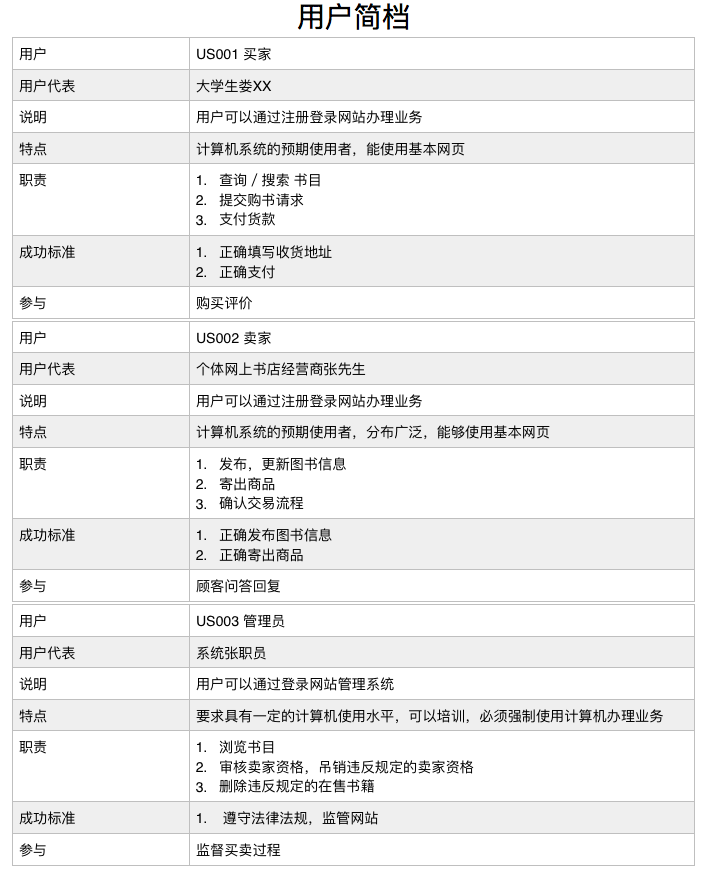 用户简档
用户 US001 买家
用户代表 大学生娄XX
说明 用户可以通过注册登录网站办理业务
特点 计算机系统的预期使用者，能使用基本网页
职责 1. 查询 / 搜索 书目
2. 提交购书请求
3. 支付货款
成功标准 1. 正确填写收货地址
2. 正确支付
参与 购买评价
用户 US002 卖家
用户代表 个体网上书店经营商张先生
说明 用户可以通过注册登录网站办理业务
特点 计算机系统的预期使用者，分布广泛，能够使用基本网页
职责 1. 发布，更新图书信息
2. 寄出商品
3. 确认交易流程
成功标准 1. 正确发布图书信息
2. 正确寄出商品
参与 顾客问答回复
用户 US003 管理员
用户代表 系统张职员
说明 用户可以通过登录网站管理系统
特点 要求具有一定的计算机使用水平，可以培训，必须强制使用计算机办理业务
职责 1. 浏览书目
2. 审核卖家资格，吊销违反规定的卖家资格
3. 删除违反规定的在售书籍
成功标准 1. 遵守法律法规，监管网站
参与 监督买卖过程